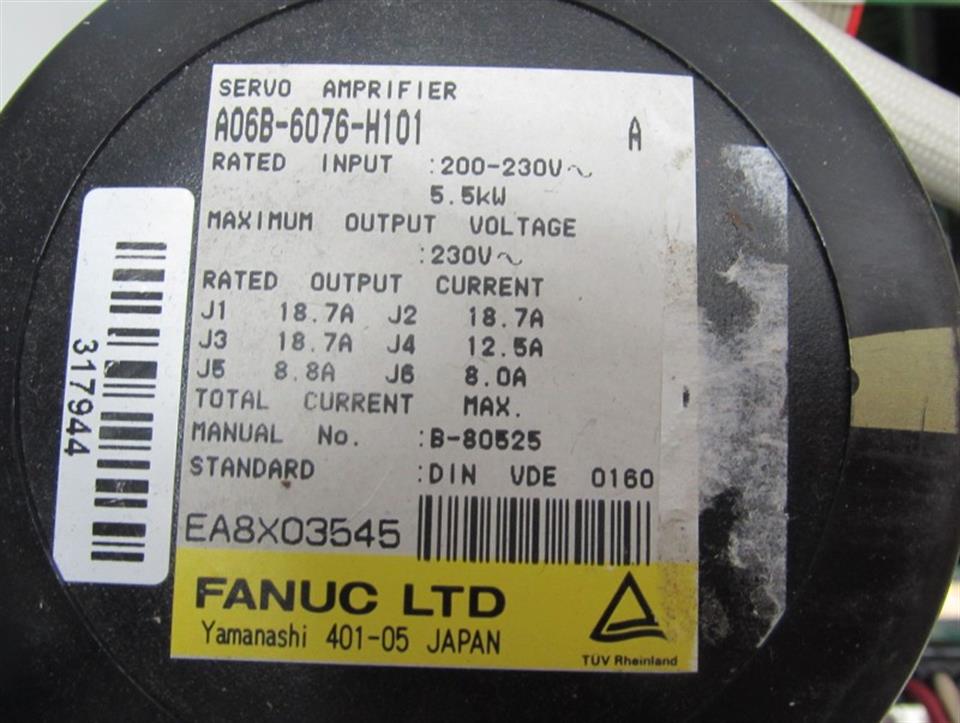 SERVO AMPRIFIER
A06B-6076-H101 A
RATED INPUT :200-230V~
5.5kW
MAXIMUM OUTPUT VOLTAGE
:230V~
RATED OUTPUT CURRENT
J1 18.7A J2 18.7A
J3 18.7A J4 12.5A
J5 8.8A J6 8.0A
TOTAL CURRENT MAX.
MANUAL No. :B-80525
STANDARD :DIN VDE 0160
EA8X03545
FANUC LTD
Yamanashi 401-05 JAPAN
TÜV Rheinland
317944